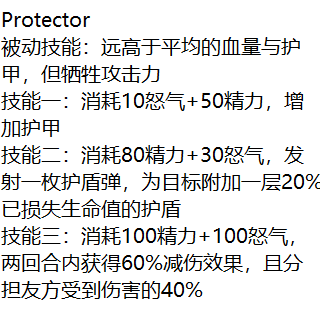 Protector
被动技能：远高于平均的血量与护
甲，但牺牲攻击力
技能一：消耗10怒气+50精力，增
加护甲
技能二：消耗80精力+30怒气，发
射一枚护盾弹，为目标附加一层20%
已损失生命值的护盾
技能三：消耗100精力+100怒气，
两回合内获得60%减伤效果，且分
担友方受到伤害的40%